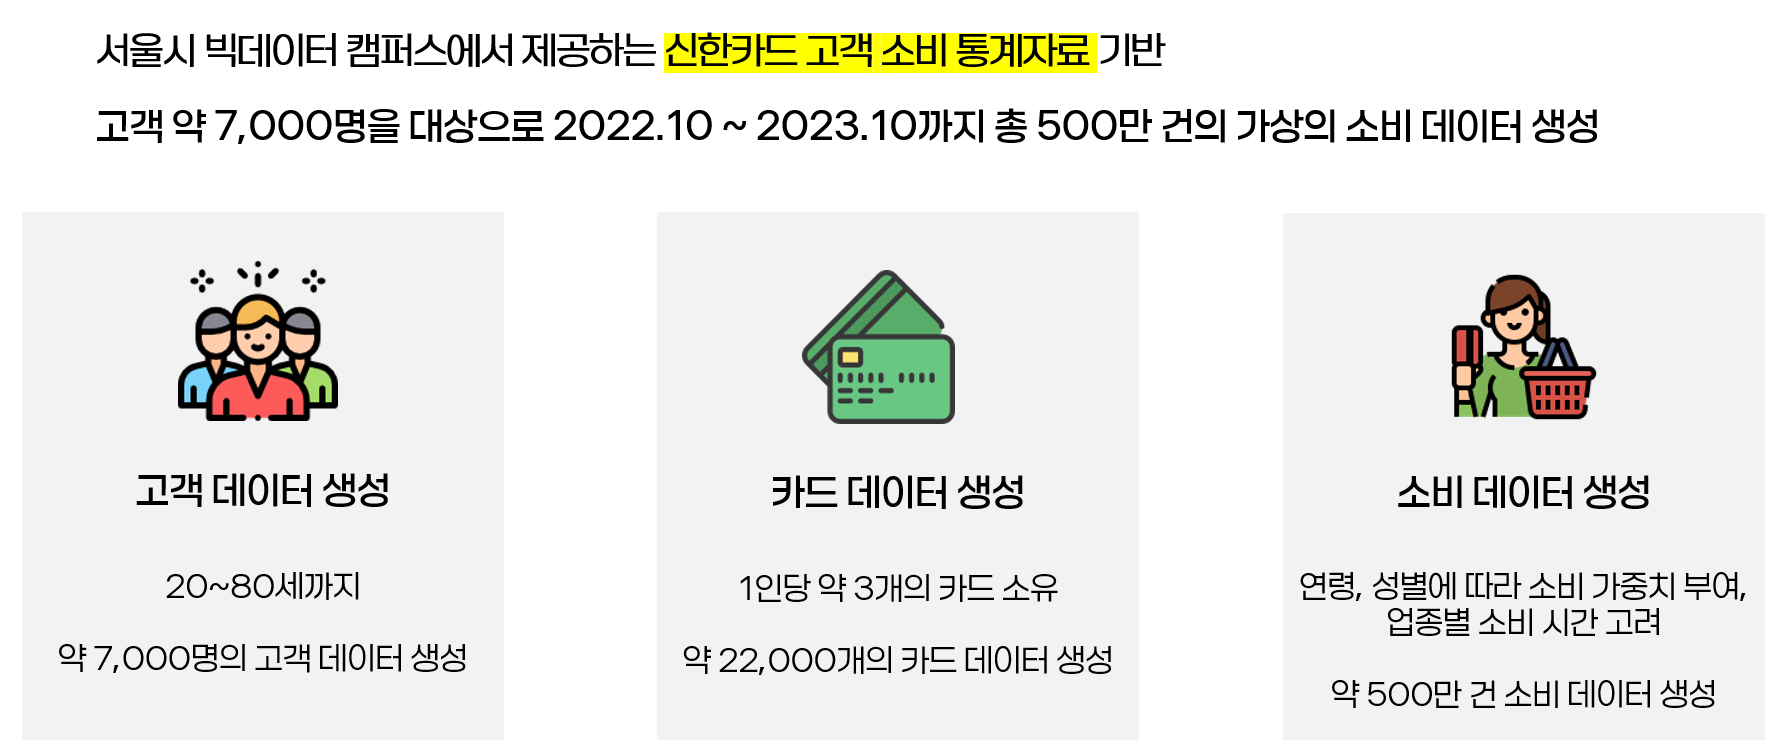 서울시 빅데이터 캠퍼스에서 제공하는 신한카드 고객 소비 통계자료 기반
고객 약 7,000명을 대상으로 2022.10 ~ 2023.10까지 총 500만 건의 가상의 소비 데이터 생성
고객 데이터 생성
20~80세까지
약 7,000명의 고객 데이터 생성
카드 데이터 생성
1인당 약 3개의 카드 소유
약 22,000개의 카드 데이터 생성
소비 데이터 생성
연령, 성별에 따라 소비 가중치 부여,
업종별 소비 시간 고려
약 500만 건 소비 데이터 생성